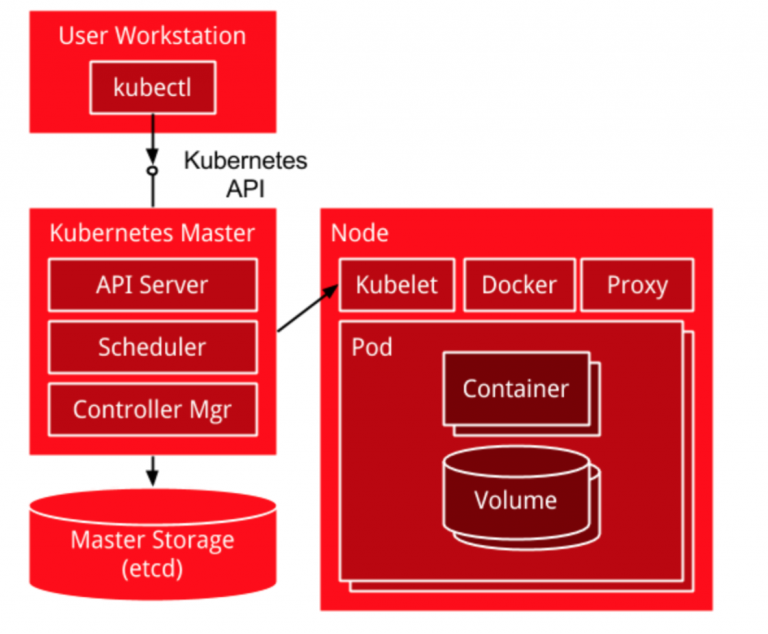 User Workstation
kubectl
Kubernetes
API
Kubernetes Master
API Server
Scheduler
Controller Mgr
Master Storage
(etcd)
Node
Kubelet
Docker
Proxy
Pod
Container
Volume